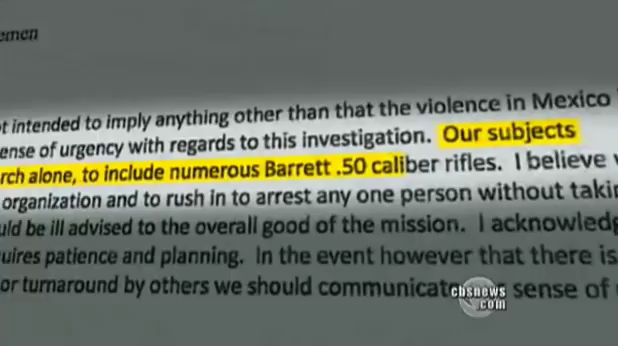 emen
t intended to imply anything other than that the violence in Mexico
ense of urgency with regards to this investigation. Our subjects
rch alone, to include numerous Barrett .50 caliber rifles. I believe
organization and to rush in to arrest any one person without takin
uld be ill advised to the overall good of the mission. I acknowledg
uires patience and planning. In the event however that there is
or turnaround by others we should communicate sense of
cbsnews
.com